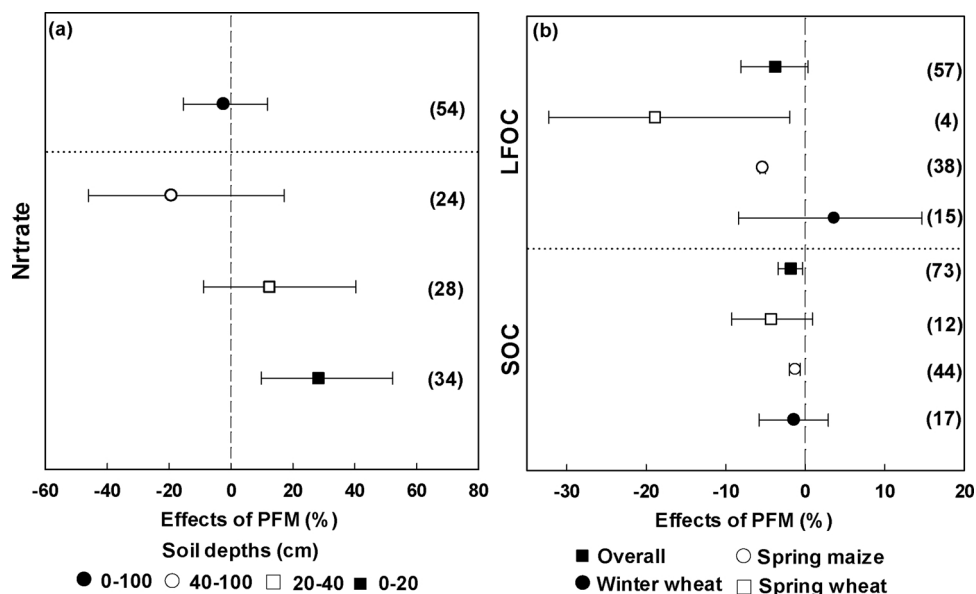 (a)
(54)
(24)
(28)
(34)
Nrtrate
-60 -40 -20 0 20 40 60 80
Effects of PFM (%)
Soil depths (cm)
0-100 40-100 20-40 0-20
(b)
(57)
(4)
(38)
(15)
LFOC
(73)
(12)
(44)
(17)
SOC
-30 -20 -10 0 10 20
Effects of PFM (%)
Overall Spring maize
Winter wheat Spring wheat